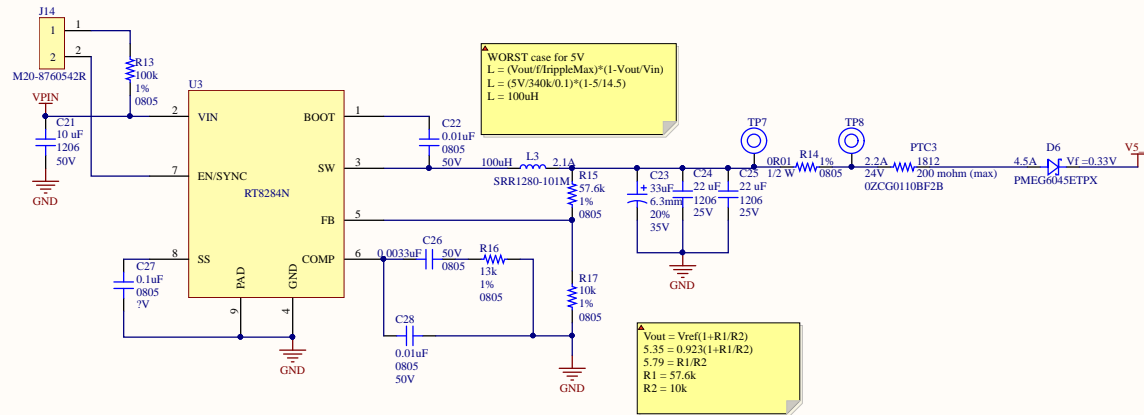 J14
1
1
2
2
M20-8760542R
R13
100k
1%
0805
VPIN
C21
10 uF
1206
50V
GND
U3
2
VIN
7
EN/SYNC
8
SS
BOOT
1
SW
3
FB
5
COMP
6
PAD
9
GND
4
RT8284N
C27
0.1uF
0805
?V
GND
WORST case for 5V
L = (Vout/f/IrippleMax)*(1-Vout/Vin)
L = (5V/340k/0.1)*(1-5/14.5)
L = 100uH
C22
0.01uF
0805
50V
100uH
L3
2.1A
SRR1280-101M
R15
57.6k
1%
0805
C26
0.0033uF
50V
0805
R16
13k
1%
0805
C28
0.01uF
0805
50V
R17
10k
1%
0805
GND
C23
33uF
6.3mm
20%
35V
C24
22 uF
1206
25V
C25
22 uF
1206
25V
GND
TP7
0R01
1/2 W
R14
1%
0805
TP8
PTC3
2.2A
24V
1812
200 mohm (max)
0ZCG0110BF2B
D6
4.5A
Vf =0.33V
PMEG6045ETPX
V5_
Vout = Vref(1+R1/R2)
5.35 = 0.923(1+R1/R2)
5.79 = R1/R2
R1 = 57.6k
R2 = 10k